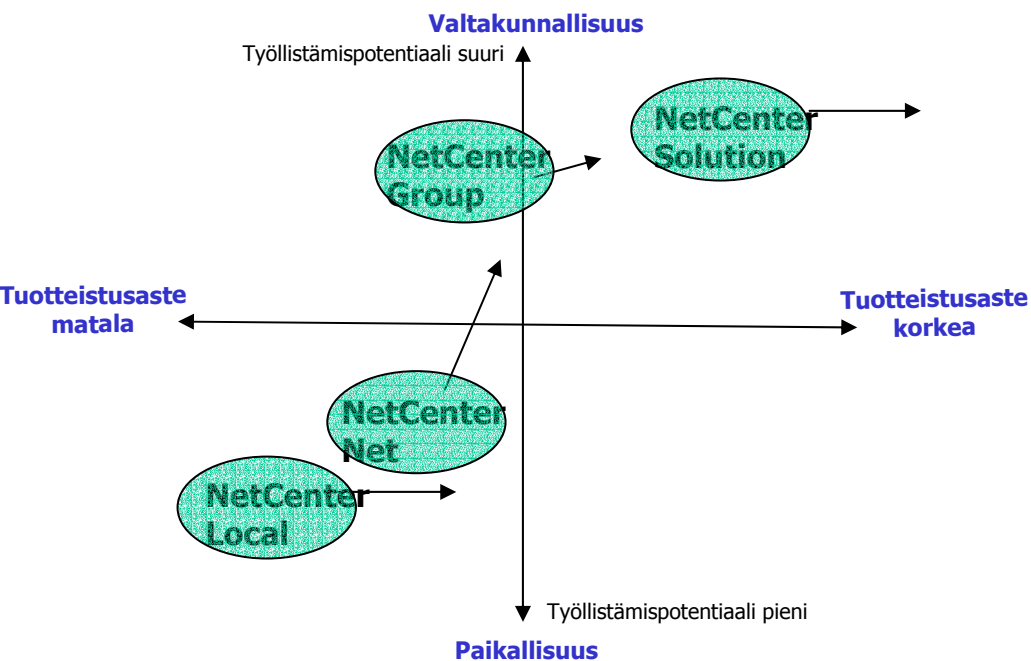 Valtakunnallisuus
Työllistämispotentiaali suuri
NetCenter
Solution
NetCenter
Group
Tuotteistusaste
matala
Tuotteistusaste
korkea
NetCenter
Net
NetCenter
Local
Työllistämispotentiaali pieni
Paikallisuus